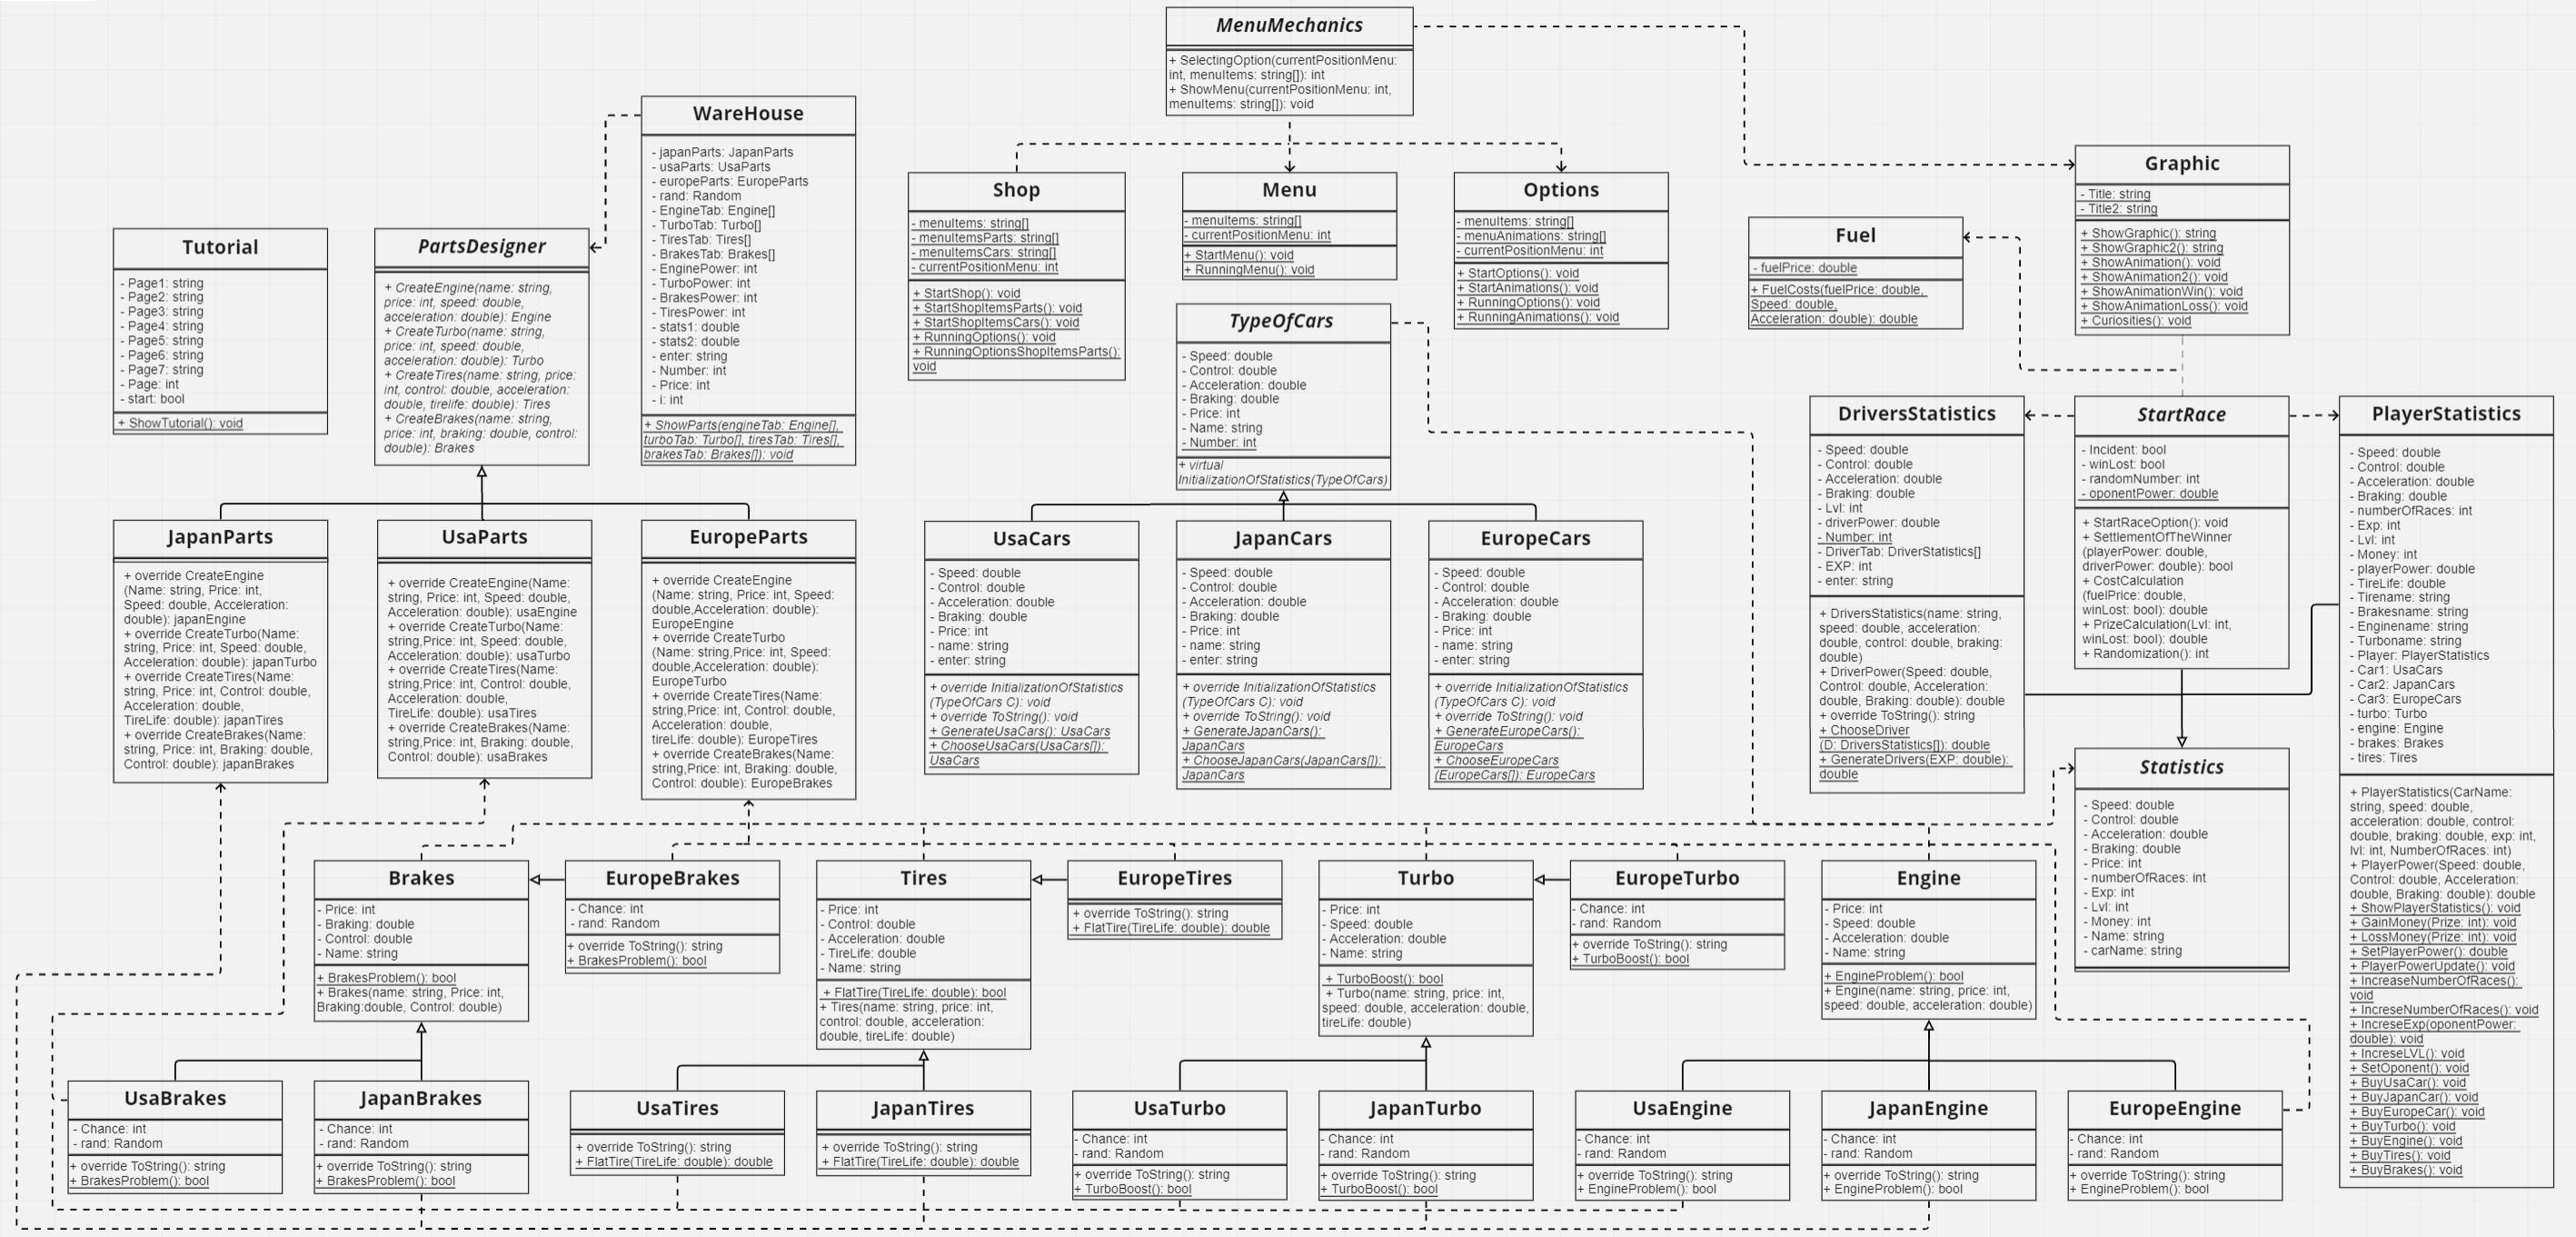 MenuMechanics
+ SelectingOption(currentPositionMenu:
int, menuItems: string[]): int
+ ShowMenu(currentPositionMenu: int,
menuItems: string[]): void
WareHouse
- japanParts: JapanParts
- usaParts: UsaParts
- europeParts: EuropeParts
- rand: Random
- EngineTab: Engine[]
- TurboTab: Turbo[]
- TiresTab: Tires[]
- BrakesTab: Brakes[]
- EnginePower: int
- TurboPower: int
- BrakesPower: int
- TiresPower: int
- stats1: double
- stats2: double
- enter: string
- Number: int
- Price: int
- i: int
+ ShowParts(engineTab: Engine[],
turboTab: Turbo[], tiresTab: Tires[],
brakesTab: Brakes[]): void
Shop
- menuItems: string[]
- menuItemsParts: string[]
- menuItemsCars: string[]
- currentPositionMenu: int
+ StartShop(): void
+ StartShopItemsParts(): void
+ StartShopItemsCars(): void
+ RunningOptions(): void
+ RunningOptionsShopItemsParts():
void
Menu
- menuItems: string[]
- currentPositionMenu: int
+ StartMenu(): void
+ RunningMenu(): void
Options
- menuItems: string[]
- menuAnimations: string[]
- currentPositionMenu: int
+ StartOptions(): void
+ StartAnimations(): void
+ RunningOptions(): void
+ RunningAnimations(): void
Graphic
- Title: string
- Title2: string
+ ShowGraphic(): string
+ ShowGraphic2(): string
+ ShowAnimation(): void
+ ShowAnimation2(): void
+ ShowAnimationWin(): void
+ ShowAnimationLoss(): void
+ Curiosities(): void
Fuel
- fuelPrice: double
+ FuelCosts(fuelPrice: double,
Speed: double,
Acceleration: double): double
Tutorial
- Page1: string
- Page2: string
- Page3: string
- Page4: string
- Page5: string
- Page6: string
- Page7: string
- Page: int
- start: bool
+ ShowTutorial(): void
PartsDesigner
+ CreateEngine(name: string,
price: int, speed: double,
acceleration: double): Engine
+ CreateTurbo(name: string,
price: int, speed: double,
acceleration: double): Turbo
+ CreateTires(name: string, price:
int, control: double, acceleration:
double, tirelife: double): Tires
+ CreateBrakes(name: string,
price: int, braking: double, control:
double): Brakes
TypeOfCars
- Speed: double
- Control: double
- Acceleration: double
- Braking: double
- Price: int
- Name: string
- Number: int
+ virtual
InitializationOfStatistics(TypeOfCars)
DriversStatistics
- Speed: double
- Control: double
- Acceleration: double
- Braking: double
- Lvl: int
- driverPower: double
- Number: int
- DriverTab: DriverStatistics[]
- EXP: int
- enter: string
+ DriversStatistics(name: string,
speed: double, acceleration:
double, control: double, braking:
double)
+ DriverPower(Speed: double,
Control: double, Acceleration:
double, Braking: double): double
+ override ToString(): string
+ ChooseDriver
(D: DriversStatistics[]): double
+ GenerateDrivers(EXP: double):
double
StartRace
- Incident: bool
- winLost: bool
- randomNumber: int
- oponentPower: double
+ StartRaceOption(): void
+ SettlementOfTheWinner
(playerPower: double,
driverPower: double): bool
+ CostCalculation
(fuelPrice: double,
winLost: bool): double
+ PrizeCalculation(Lvl: int,
winLost: bool): double
+ Randomization(): int
PlayerStatistics
- Speed: double
- Control: double
- Acceleration: double
- Braking: double
- numberOfRaces: int
- Exp: int
- Lvl: int
- Money: int
- playerPower: double
- TireLife: double
- Tirename: string
- Brakesname: string
- Enginename: string
- Turboname: string
- Player: PlayerStatistics
- Car1: UsaCars
- Car2: JapanCars
- Car3: EuropeCars
- turbo: Turbo
- engine: Engine
- brakes: Brakes
- tires: Tires
+ PlayerStatistics(CarName:
string, speed: double,
acceleration: double, control:
double, braking: double, exp: int,
lvl: int, NumberOfRaces: int)
+ PlayerPower(Speed: double,
Control: double, Acceleration:
double, Braking: double): double
+ ShowPlayerStatistics(): void
+ GainMoney(Prize: int): void
+ LossMoney(Prize: int): void
+ SetPlayerPower(): double
+ PlayerPowerUpdate(): void
+ IncreaseNumberOfRaces():
void
+ IncreseNumberOfRaces(): void
+ IncreseExp(oponentPower:
double): void
+ IncreseLVL(): void
+ SetOponent(): void
+ BuyUsaCar(): void
+ BuyJapanCar(): void
+ BuyEuropeCar(): void
+ BuyTurbo(): void
+ BuyEngine(): void
+ BuyTires(): void
+ BuyBrakes(): void
JapanParts
+ override CreateEngine
(Name: string, Price: int,
Speed: double, Acceleration:
double): japanEngine
+ override CreateTurbo(Name:
string, Price: int, Speed: double,
Acceleration: double): japanTurbo
+ override CreateTires(Name:
string, Price: int, Control: double,
Acceleration: double,
TireLife: double): japanTires
+ override CreateBrakes(Name:
string, Price: int, Braking: double,
Control: double): japanBrakes
UsaParts
+ override CreateEngine(Name:
string, Price: int, Speed: double,
Acceleration: double): usaEngine
+ override CreateTurbo(Name:
string,Price: int, Speed: double,
Acceleration: double): usaTurbo
+ override CreateTires(Name:
string,Price: int, Control: double,
Acceleration: double,
TireLife: double): usaTires
+ override CreateBrakes(Name:
string,Price: int, Braking: double,
Control: double): usaBrakes
EuropeParts
+ override CreateEngine
(Name: string, Price: int, Speed:
double,Acceleration: double):
EuropeEngine
+ override CreateTurbo
(Name: string,Price: int, Speed:
double,Acceleration: double):
EuropeTurbo
+ override CreateTires(Name:
string,Price: int, Control: double,
Acceleration: double,
tireLife: double): EuropeTires
+ override CreateBrakes(Name:
string,Price: int, Braking: double,
Control: double): EuropeBrakes
UsaCars
- Speed: double
- Control: double
- Acceleration: double
- Braking: double
- Price: int
- name: string
- enter: string
+ override InitializationOfStatistics
(TypeOfCars C): void
+ override ToString(): void
+ GenerateUsaCars(): UsaCars
+ ChooseUsaCars(UsaCars[]):
UsaCars
JapanCars
- Speed: double
- Control: double
- Acceleration: double
- Braking: double
- Price: int
- name: string
- enter: string
+ override InitializationOfStatistics
(TypeOfCars C): void
+ override ToString(): void
+ GenerateJapanCars():
JapanCars
+ ChooseJapanCars(JapanCars[]):
JapanCars
EuropeCars
- Speed: double
- Control: double
- Acceleration: double
- Braking: double
- Price: int
- name: string
- enter: string
+ override InitializationOfStatistics
(TypeOfCars C): void
+ override ToString(): void
+ GenerateEuropeCars():
EuropeCars
+ ChooseEuropeCars
(EuropeCars[]): EuropeCars
Statistics
- Speed: double
- Control: double
- Acceleration: double
- Braking: double
- Price: int
- numberOfRaces: int
- Exp: int
- Lvl: int
- Money: int
- Name: string
- carName: string
Brakes
- Price: int
- Braking: double
- Control: double
- Name: string
+ BrakesProblem(): bool
+ Brakes(name: string, Price: int,
Braking:double, Control: double)
EuropeBrakes
- Chance: int
- rand: Random
+ override ToString(): string
+ BrakesProblem(): bool
Tires
- Price: int
- Control: double
- Acceleration: double
- TireLife: double
- Name: string
+ FlatTire(TireLife: double): bool
+ Tires(name: string, price: int,
control: double, acceleration:
double, tireLife: double)
EuropeTires
+ override ToString(): string
+ FlatTire(TireLife: double): double
Turbo
- Price: int
- Speed: double
- Acceleration: double
- Name: string
+ TurboBoost(): bool
+ Turbo(name: string, price: int,
speed: double, acceleration: double,
tireLife: double)
EuropeTurbo
- Chance: int
- rand: Random
+ override ToString(): string
+ TurboBoost(): bool
Engine
- Price: int
- Speed: double
- Acceleration: double
- Name: string
+ EngineProblem(): bool
+ Engine(name: string, price: int,
speed: double, acceleration: double)
UsaBrakes
- Chance: int
- rand: Random
+ override ToString(): string
+ BrakesProblem(): bool
JapanBrakes
- Chance: int
- rand: Random
+ override ToString(): string
+ BrakesProblem(): bool
UsaTires
+ override ToString(): string
+ FlatTire(TireLife: double): double
JapanTires
+ override ToString(): string
+ FlatTire(TireLife: double): double
UsaTurbo
- Chance: int
- rand: Random
+ override ToString(): string
+ TurboBoost(): bool
JapanTurbo
- Chance: int
- rand: Random
+ override ToString(): string
+ TurboBoost(): bool
UsaEngine
- Chance: int
- rand: Random
+ override ToString(): string
+ EngineProblem(): bool
JapanEngine
- Chance: int
- rand: Random
+ override ToString(): string
+ EngineProblem(): bool
EuropeEngine
- Chance: int
- rand: Random
+ override ToString(): string
+ EngineProblem(): bool